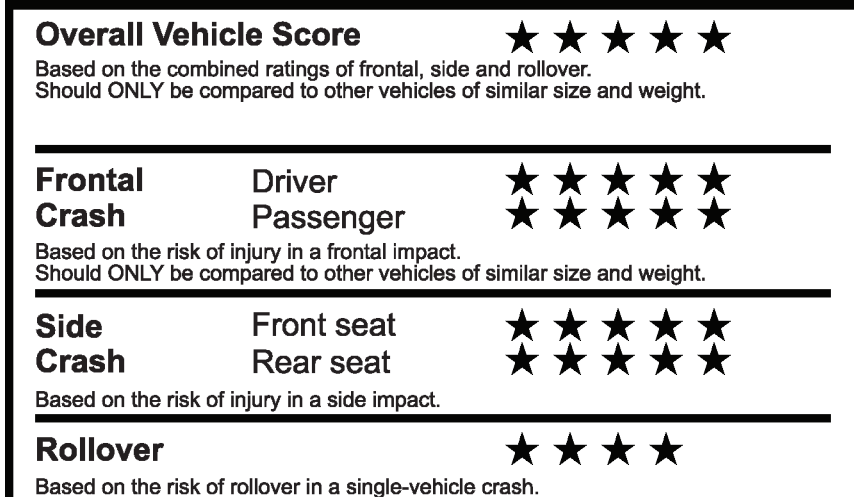 Overall Vehicle Score ★ ★ ★ ★ ★
Based on the combined ratings of frontal, side and rollover.
Should ONLY be compared to other vehicles of similar size and weight.
Frontal Driver ★ ★ ★ ★ ★
Crash Passenger ★ ★ ★ ★ ★
Based on the risk of injury in a frontal impact.
Should ONLY be compared to other vehicles of similar size and weight.
Side Front seat ★ ★ ★ ★ ★
Crash Rear seat ★ ★ ★ ★ ★
Based on the risk of injury in a side impact.
Rollover ★ ★ ★ ★
Based on the risk of rollover in a single-vehicle crash.